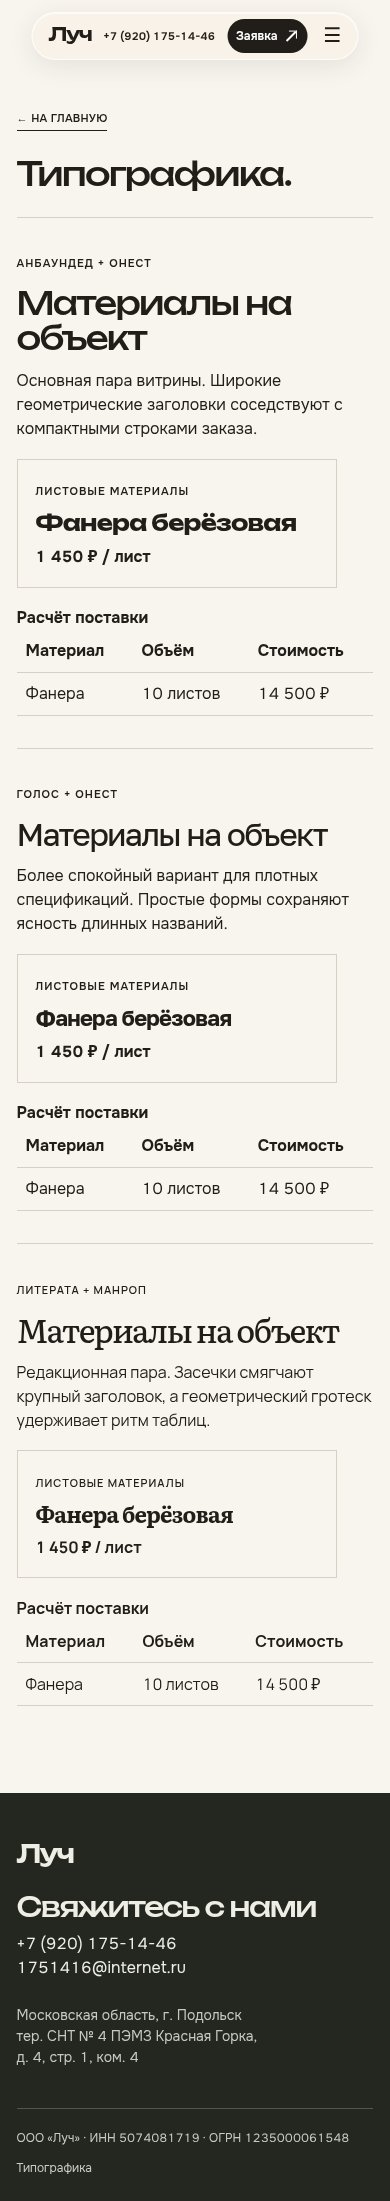 Луч +7 (920) 175-14-46 Заявка ↗ ☰
← НА ГЛАВНУЮ
Типографика.
АНБАУНДЕД + ОНЕСТ
Материалы на
объект
Основная пара витрины. Широкие
геометрические заголовки соседствуют с
компактными строками заказа.
ЛИСТОВЫЕ МАТЕРИАЛЫ
Фанера берёзовая
1 450 ₽ / лист
Расчёт поставки
Материал Объём Стоимость
Фанера 10 листов 14 500 ₽
ГОЛОС + ОНЕСТ
Материалы на объект
Более спокойный вариант для плотных
спецификаций. Простые формы сохраняют
ясность длинных названий.
ЛИСТОВЫЕ МАТЕРИАЛЫ
Фанера берёзовая
1 450 ₽ / лист
Расчёт поставки
Материал Объём Стоимость
Фанера 10 листов 14 500 ₽
ЛИТЕРАТА + МАНРОП
Материалы на объект
Редакционная пара. Засечки смягчают
крупный заголовок, а геометрический гротеск
удерживает ритм таблиц.
ЛИСТОВЫЕ МАТЕРИАЛЫ
Фанера берёзовая
1 450 ₽ / лист
Расчёт поставки
Материал Объём Стоимость
Фанера 10 листов 14 500 ₽
Луч
Свяжитесь с нами
+7 (920) 175-14-46
1751416@internet.ru
Московская область, г. Подольск
тер. СНТ № 4 ПЭМЗ Красная Горка,
д. 4, стр. 1, ком. 4
ООО «Луч» · ИНН 5074081719 · ОГРН 1235000061548
Типографика